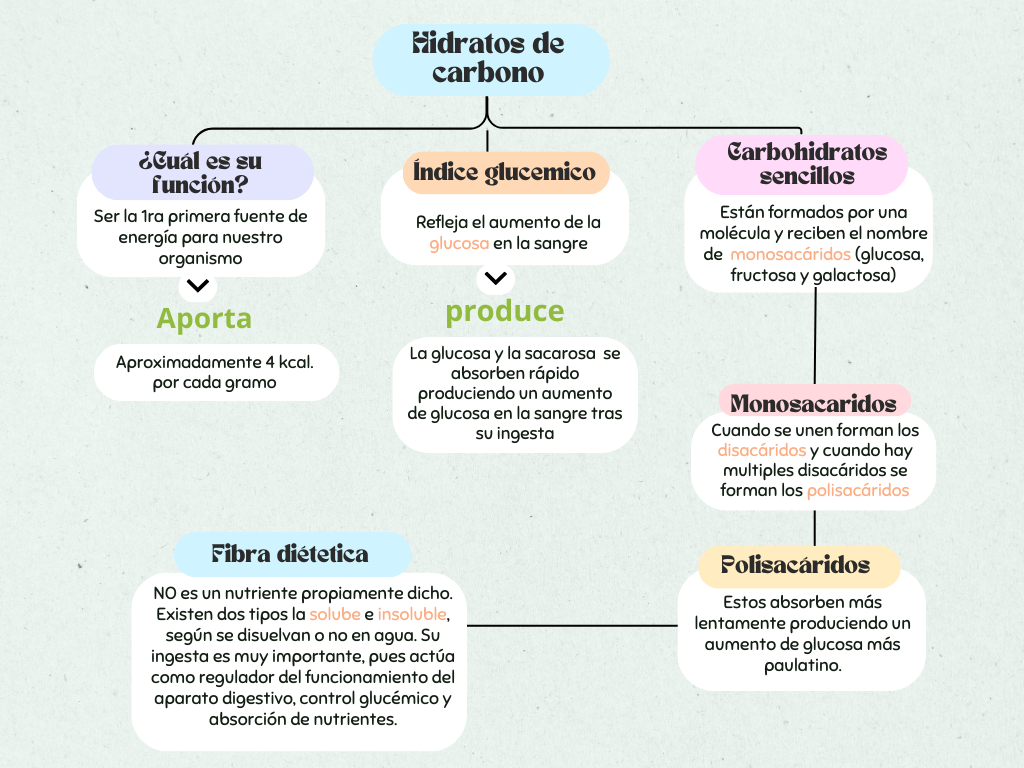 Hidratos de
carbono
¿Cuál es su
función?
Ser la 1ra primera fuente de
energía para nuestro
organismo
Aporta
Aproximadamente 4 kcal.
por cada gramo
Índice glucemico
Refleja el aumento de la
glucosa en la sangre
produce
La glucosa y la sacarosa se
absorben rápido
produciendo un aumento
de glucosa en la sangre tras
su ingesta
Carbohidratos
sencillos
Están formados por una
molécula y reciben el nombre
de monosacáridos (glucosa,
fructosa y galactosa)
Monosacaridos
Cuando se unen forman los
disacáridos y cuando hay
multiples disacáridos se
forman los polisacáridos
Polisacáridos
Estos absorben más
lentamente produciendo un
aumento de glucosa más
paulatino.
Fibra diétetica
NO es un nutriente propiamente dicho.
Existen dos tipos la solube e insoluble,
según se disuelvan o no en agua. Su
ingesta es muy importante, pues actúa
como regulador del funcionamiento del
aparato digestivo, control glucémico y
absorción de nutrientes.